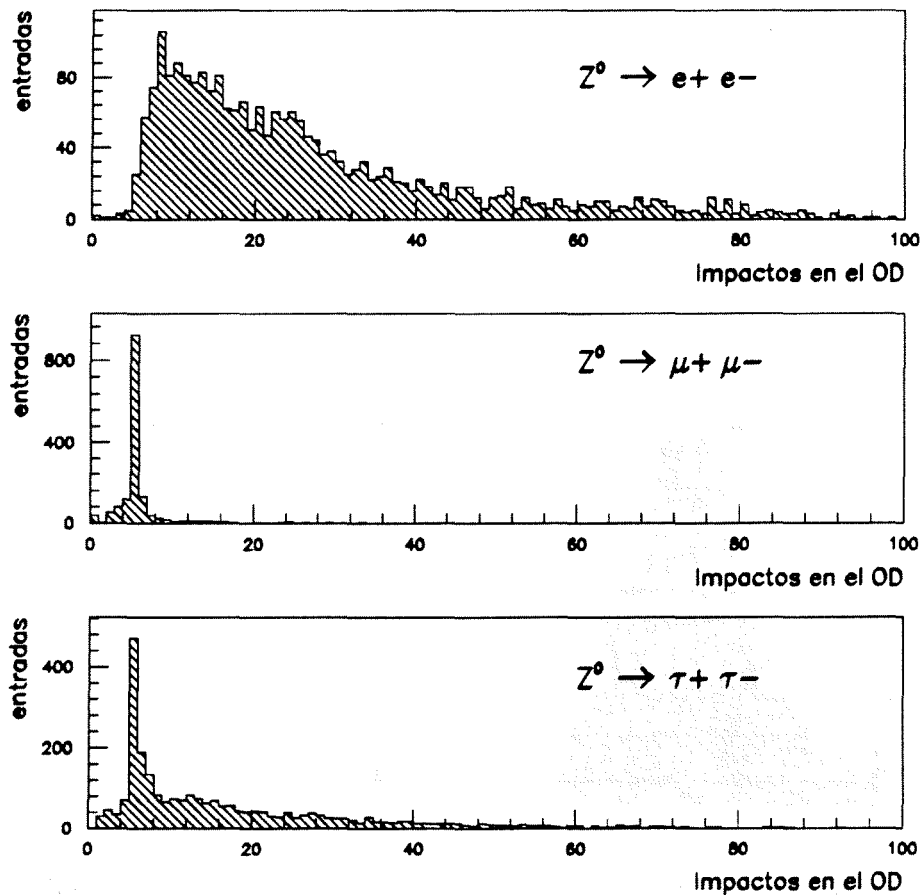 entradas
80
40
0
Z⁰ → e+ e-
0 20 40 60 80 100
Impactos en el OD
entradas
800
400
0
Z⁰ → μ+ μ-
0 20 40 60 80 100
Impactos en el OD
entradas
400
200
0
Z⁰ → τ+ τ-
0 20 40 60 80 100
Impactos en el OD